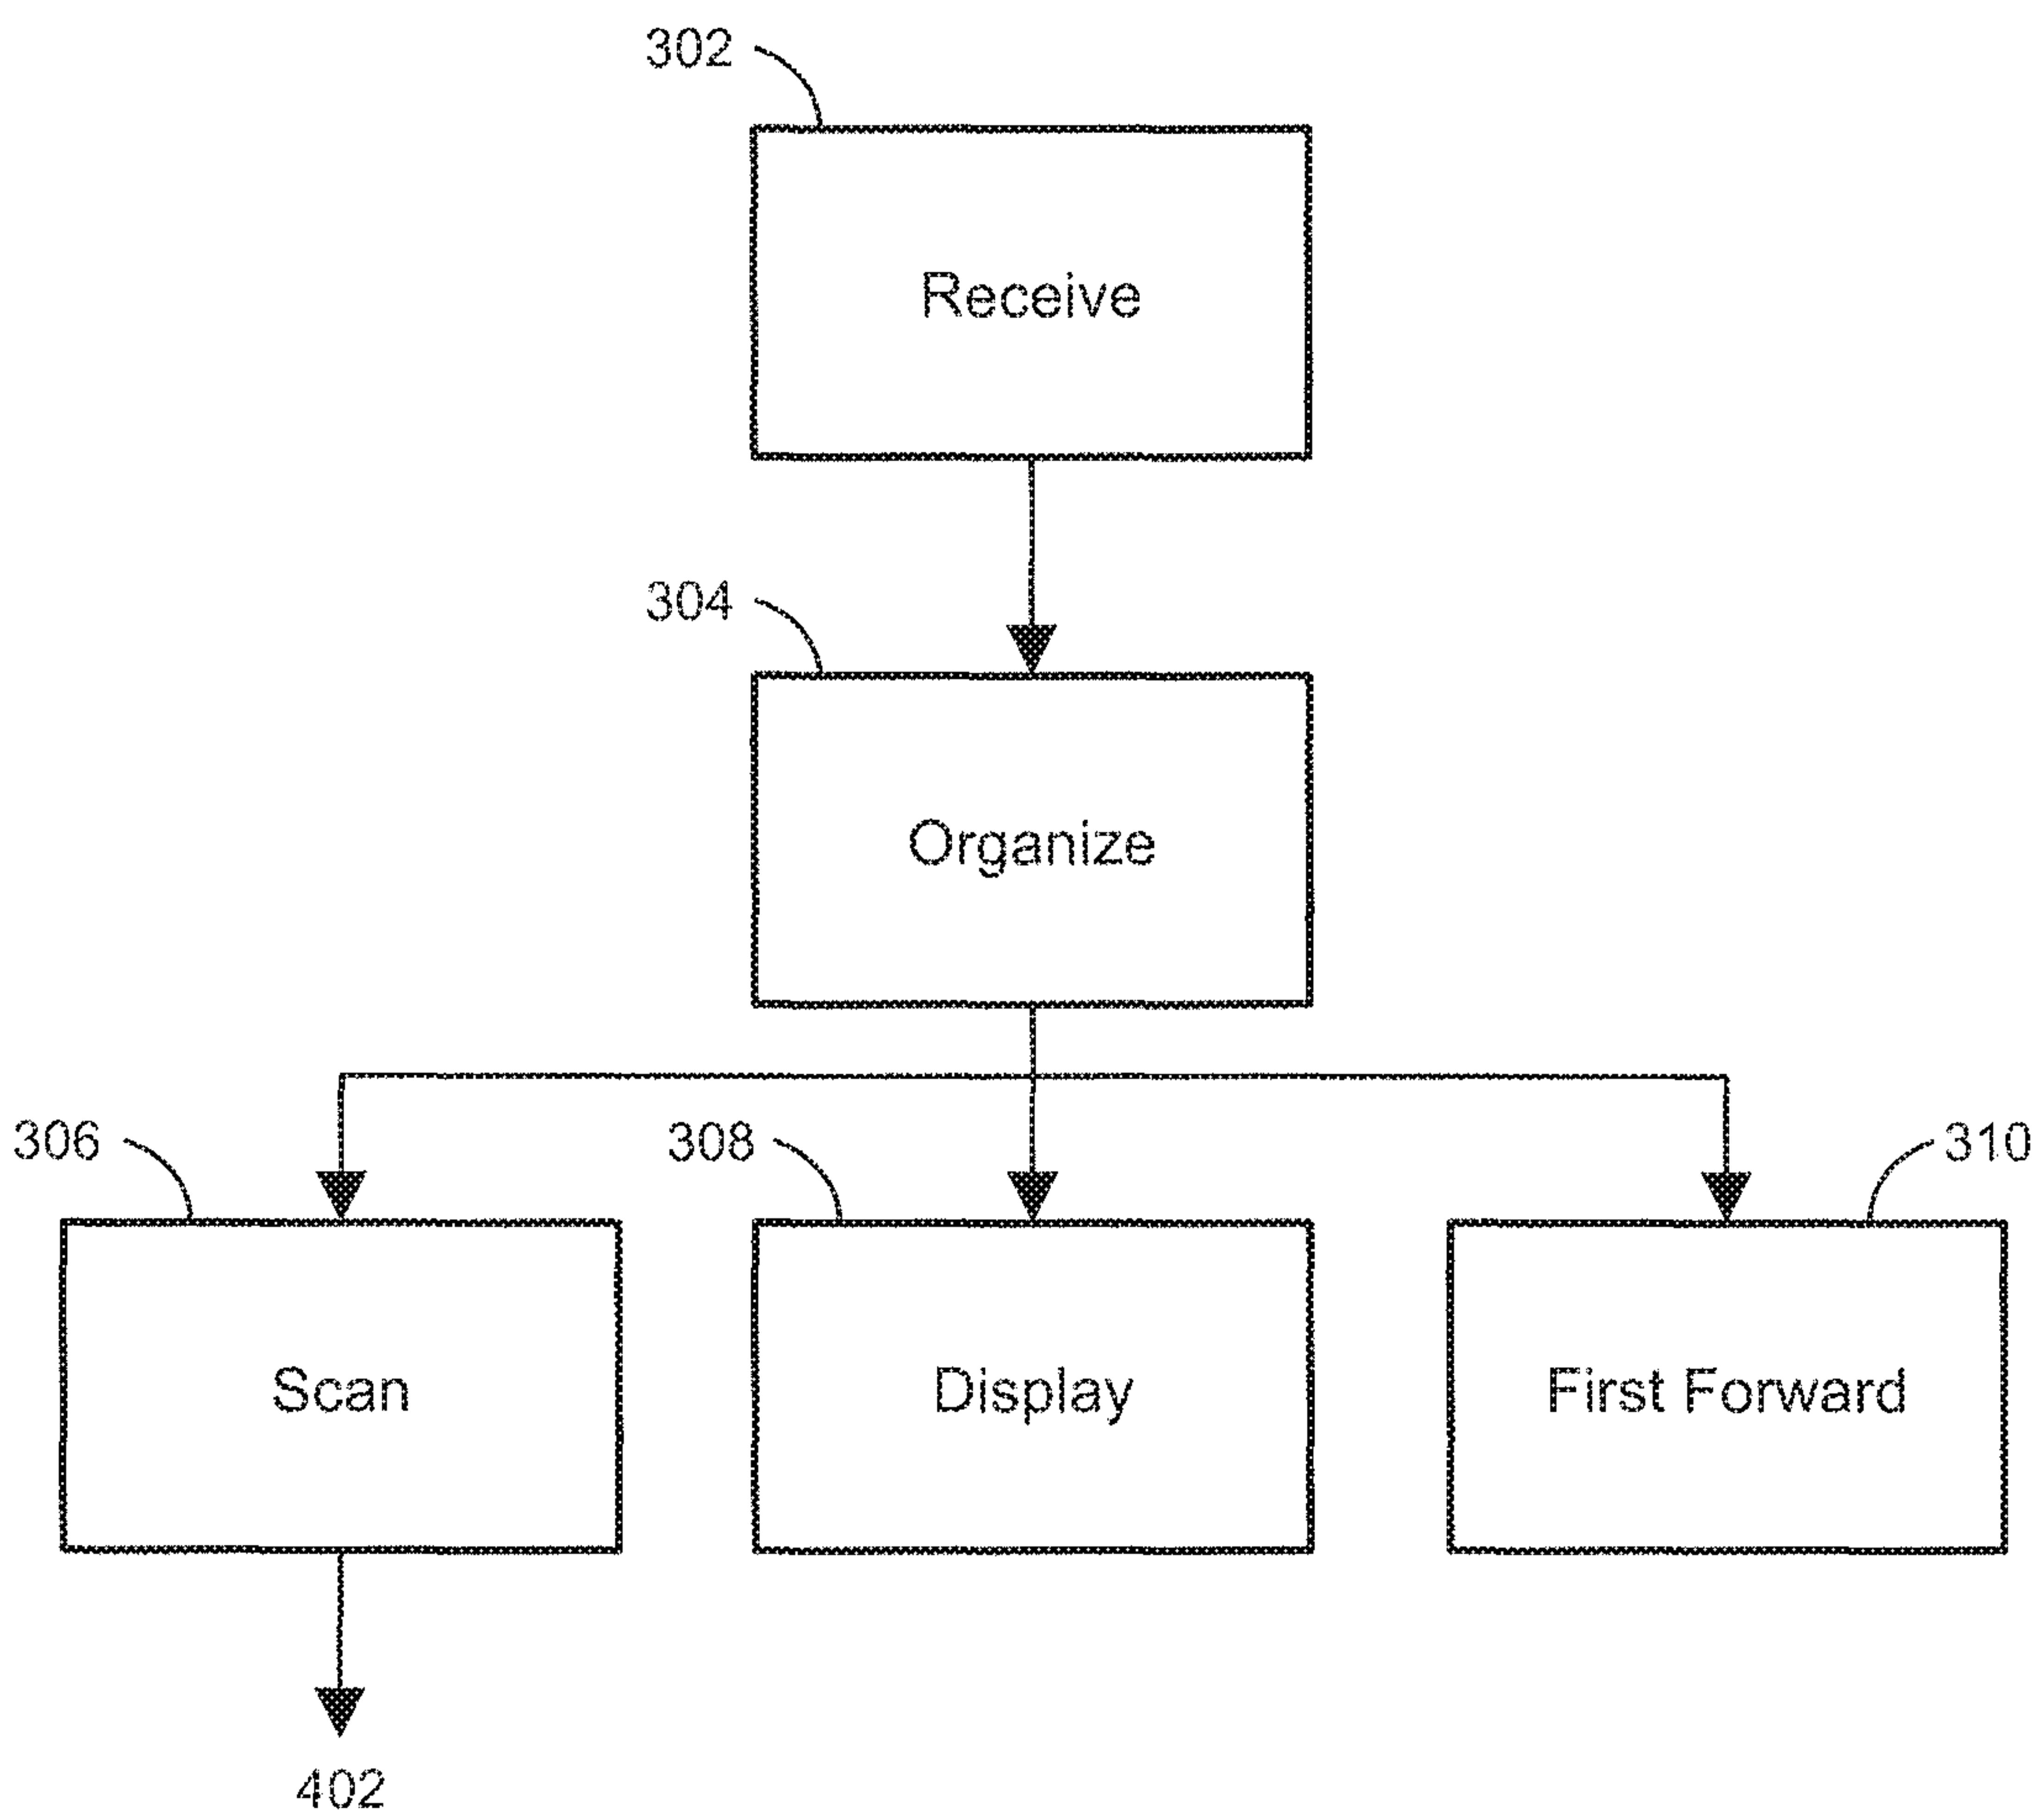 302
Receive
304
Organize
306
308
310
Scan
Display
First Forward
402